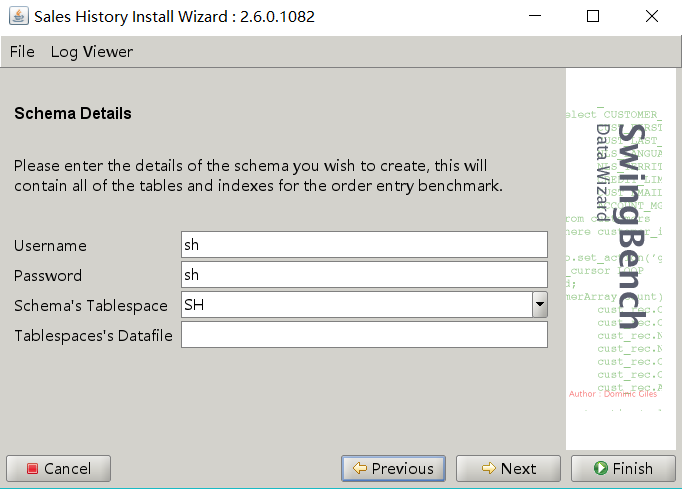 Sales History Install Wizard : 2.6.0.1082
File Log Viewer
Schema Details
Please enter the details of the schema you wish to create, this will
contain all of the tables and indexes for the order entry benchmark.
Username sh
Password sh
Schema's Tablespace SH
Tablespaces's Datafile
SwingBench
Data Wizard
Author : Dominic Giles
Cancel Previous Next Finish